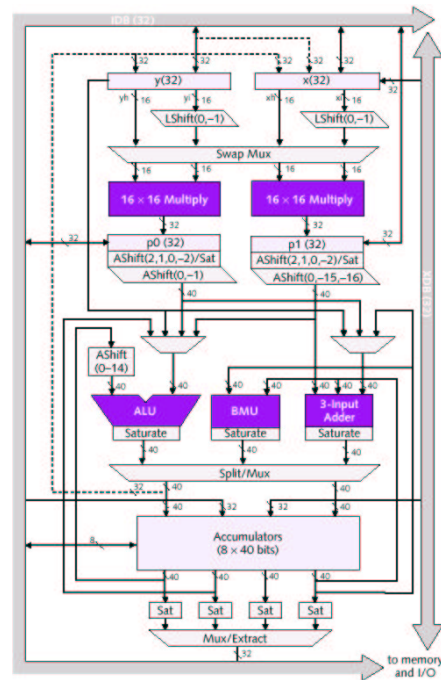 IDB (32)
32 32 32 32
y(32) x(32)
32
yh yl xh xl
16 16 16 16
LShift(0,−1) LShift(0,−1)
Swap Mux
16 16 16 16
16 × 16 Multiply 16 × 16 Multiply
32 32
32 p0 (32) p1 (32) 32
AShift(2,1,0,−2)/Sat AShift(2,1,0,−2)/Sat
AShift(0,−1) AShift(0,−15,−16)
XDB (32)
40 40
AShift
(0–14)
40 40 40 40 40 40 40
ALU BMU 3-Input
Adder
Saturate Saturate Saturate
40 40 40
Split/Mux
32 40 40
40 32 32 40
8 Accumulators
(8 × 40 bits)
40 40 40 40
Sat Sat Sat Sat
Mux/Extract
32
to memory
and I/O